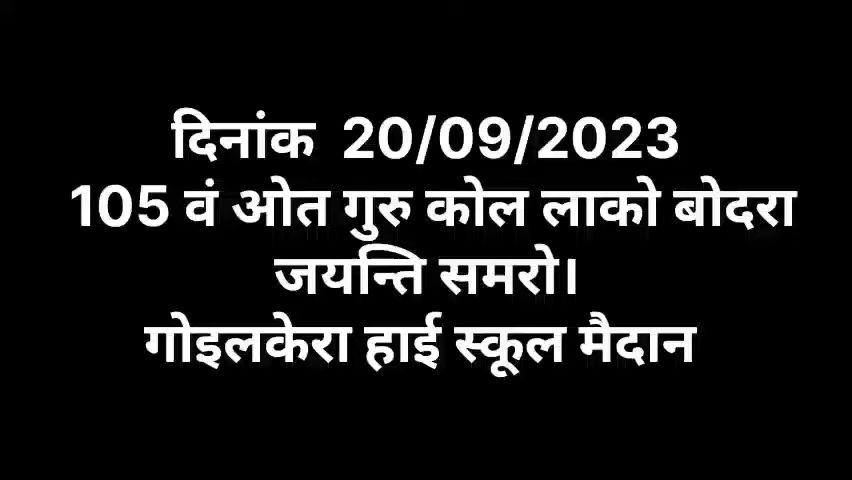 दिनांक 20/09/2023
105 वं ओत गुरु कोल लाको बोदरा
जयन्ति समरो।
गोइलकेरा हाई स्कूल मैदान